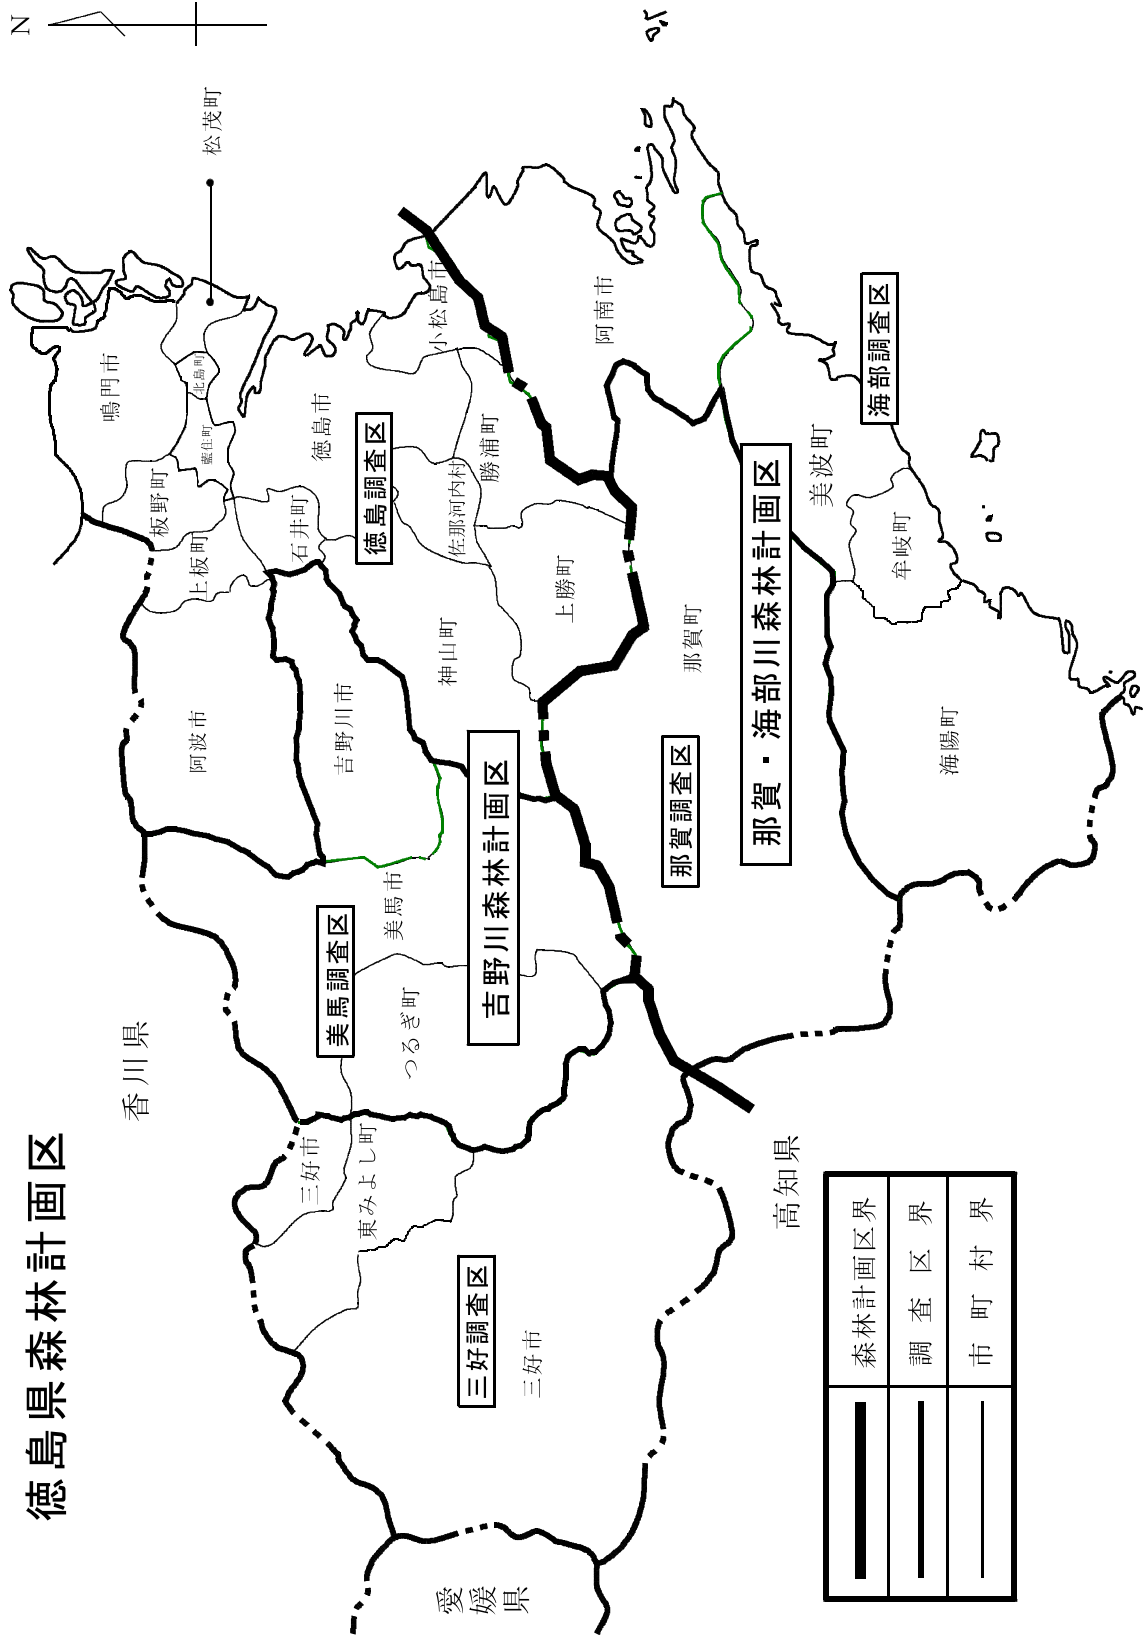 徳島県森林計画区
N
香川県
愛媛県
高知県
鳴門市
松茂町
北島町
藍住町
板野町
上板町
徳島市
石井町
小松島市
徳島調査区
佐那河内村
勝浦町
上勝町
神山町
阿波市
吉野川市
吉野川森林計画区
美馬市
美馬調査区
つるぎ町
三好市
東みよし町
三好調査区
三好市
阿南市
那賀町
那賀調査区
那賀・海部川森林計画区
海部調査区
美波町
牟岐町
海陽町
森林計画区界
調査区界
市町村界